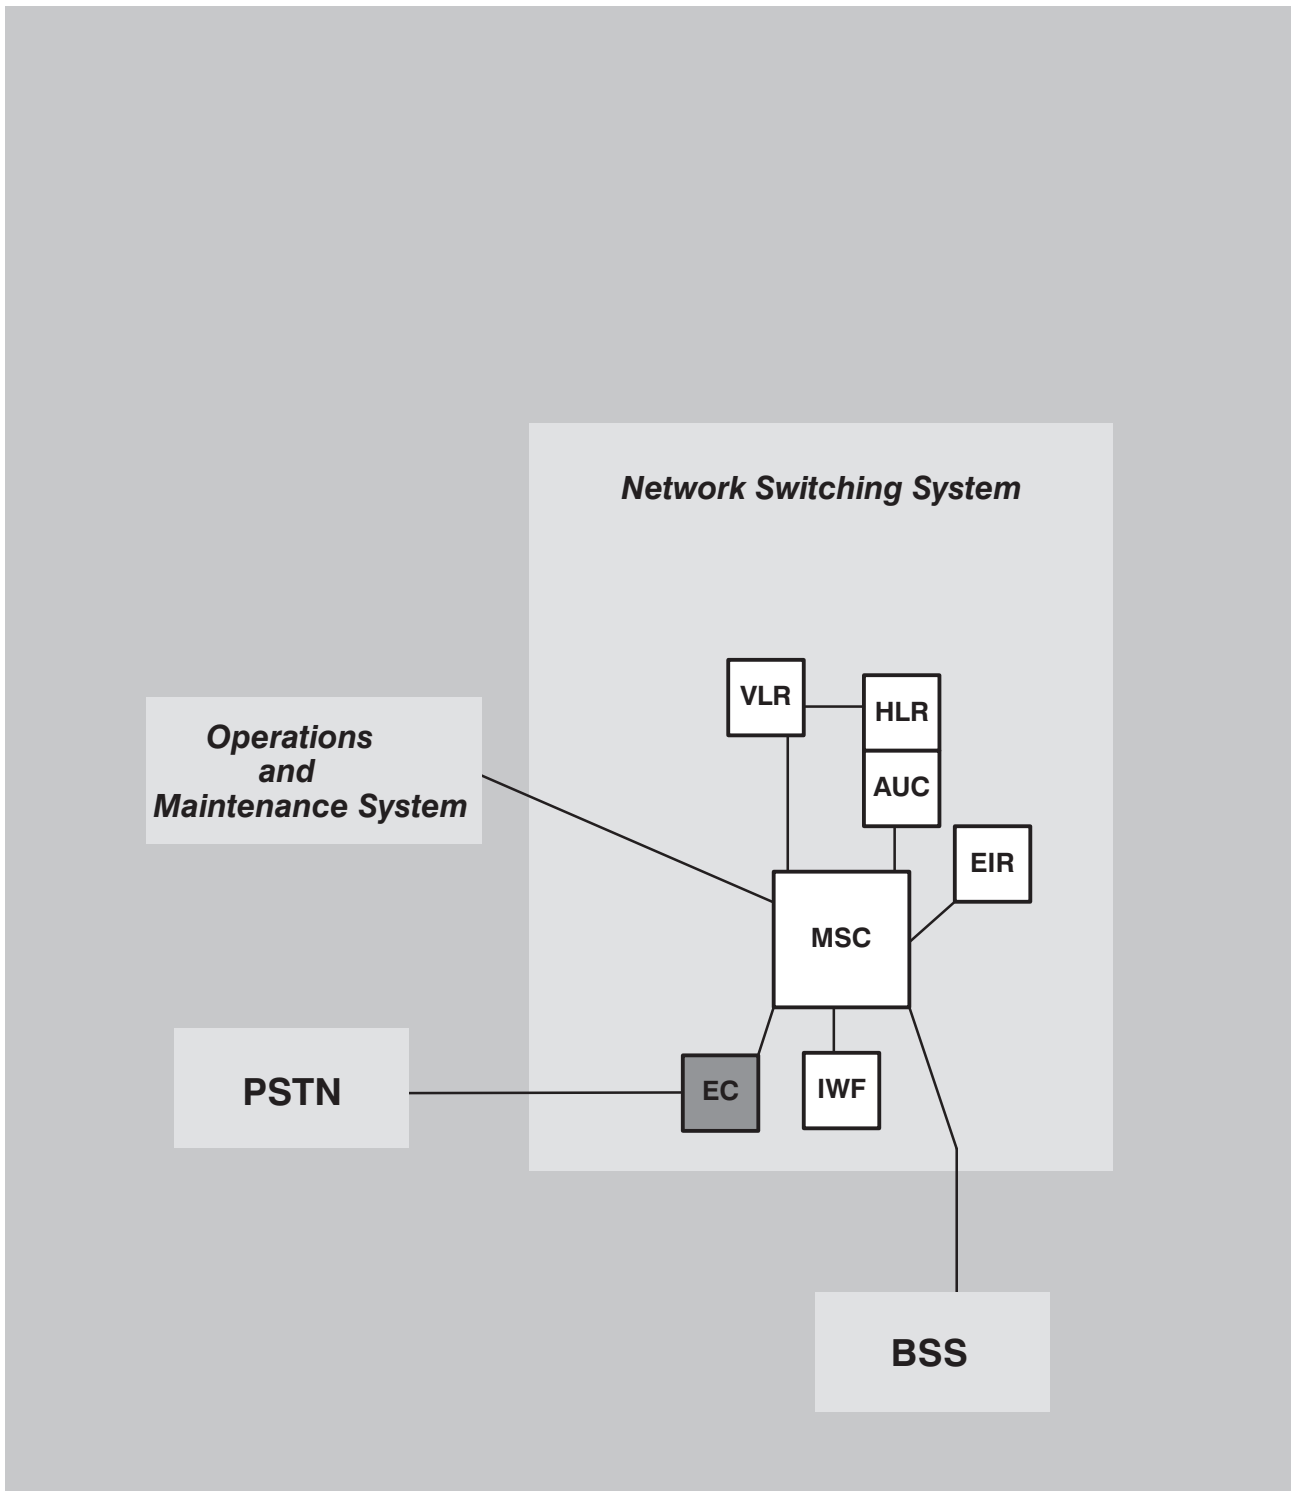 Network Switching System
VLR
HLR
Operations
and
Maintenance System
AUC
EIR
MSC
PSTN
EC
IWF
BSS